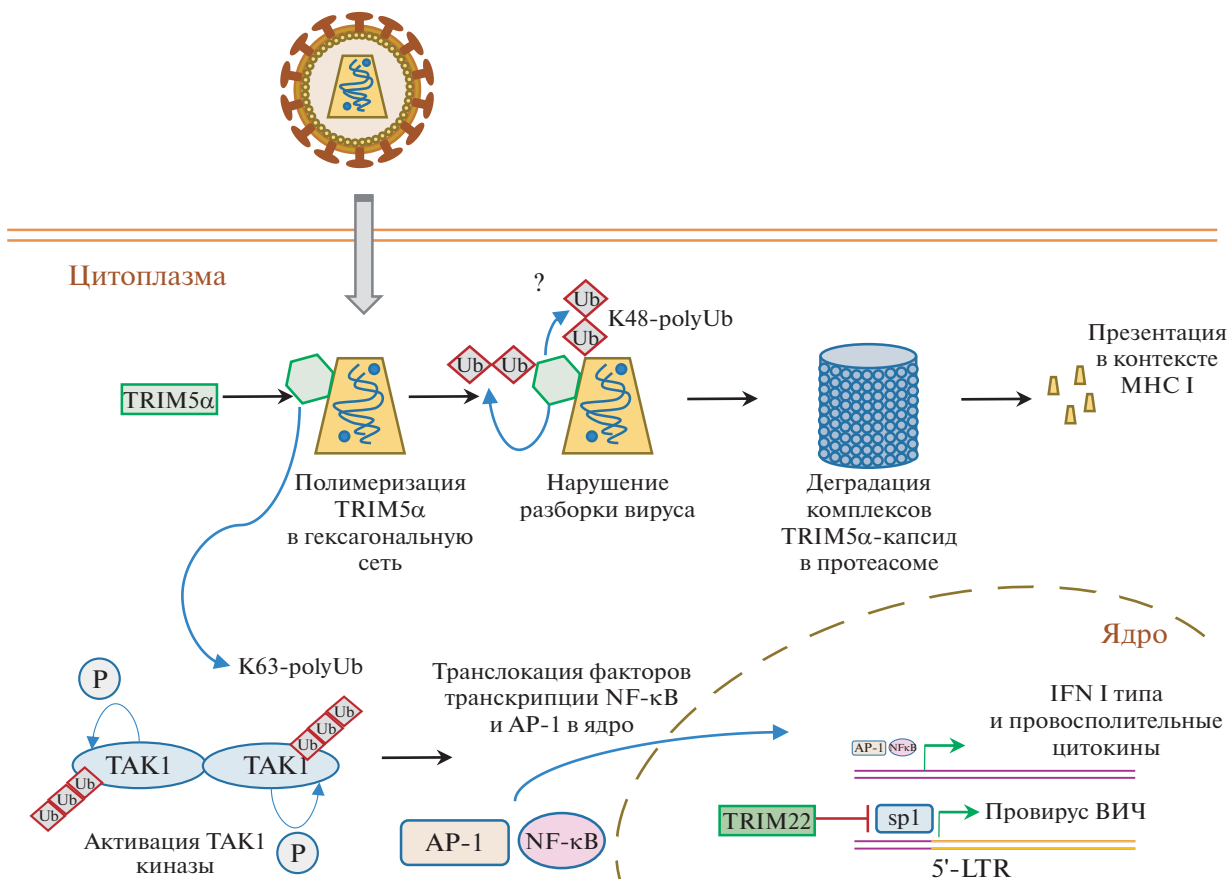 Цитоплазма
?
Ub
Ub
K48-polyUb
Ub
Ub
TRIM5α
Презентация
в контексте
MHC I
Полимеризация
TRIM5α
в гексагональную
сеть
Нарушение
разборки вируса
Деградация
комплексов
TRIM5α-капсид
в протеасоме
Ядро
K63-polyUb
P
Ub
Ub
Ub
TAK1
TAK1
Ub
Ub
Ub
P
Активация TAK1
киназы
Транслокация факторов
транскрипции NF-κB
и AP-1 в ядро
AP-1
NF-κB
IFN I типа
и провосполительные
цитокины
AP-1
NFκB
TRIM22
sp1
Провирус ВИЧ
5'-LTR